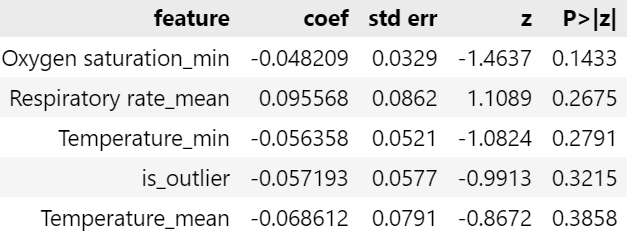 feature coef std err z P>|z|
Oxygen saturation_min -0.048209 0.0329 -1.4637 0.1433
Respiratory rate_mean 0.095568 0.0862 1.1089 0.2675
Temperature_min -0.056358 0.0521 -1.0824 0.2791
is_outlier -0.057193 0.0577 -0.9913 0.3215
Temperature_mean -0.068612 0.0791 -0.8672 0.3858